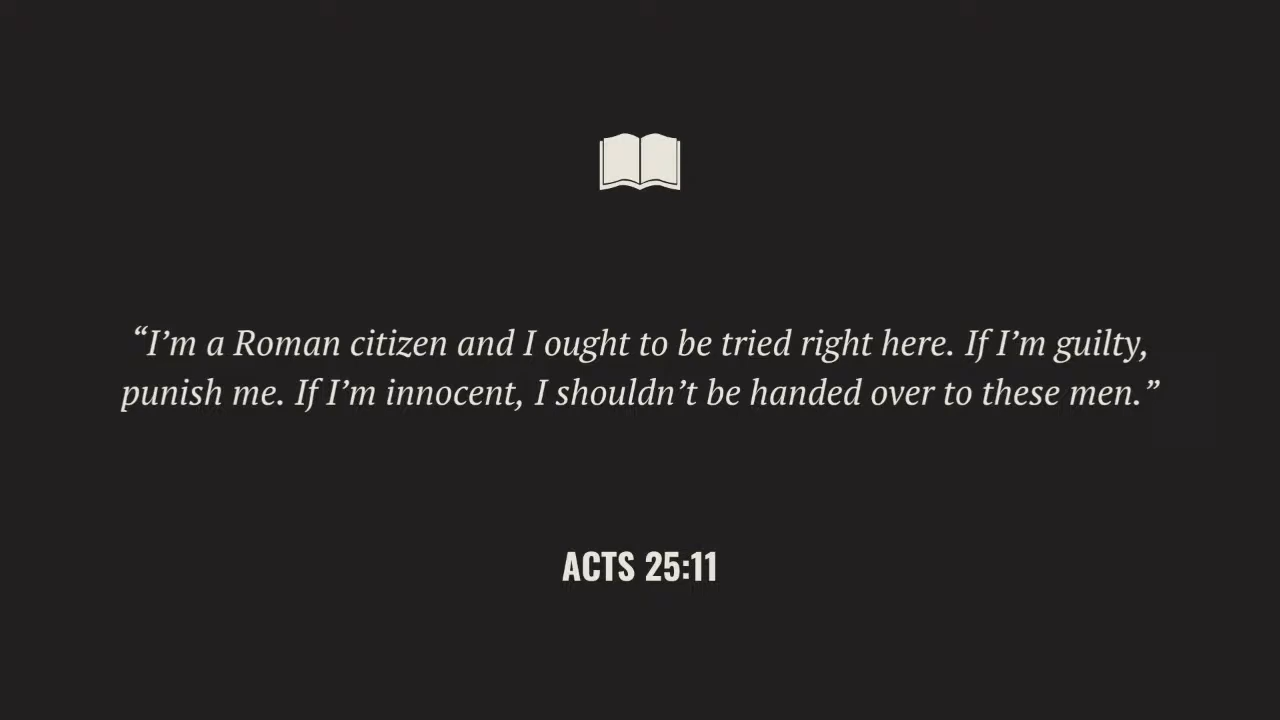 “I’m a Roman citizen and I ought to be tried right here. If I’m guilty,
punish me. If I’m innocent, I shouldn’t be handed over to these men.”
ACTS 25:11